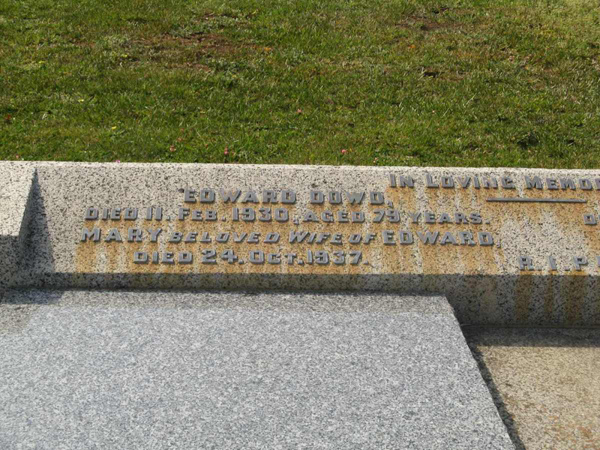 EDWARD DOWD.
DIED 11, FEB, 1930, AGED 79 YEARS.
MARY BELOVED WIFE OF EDWARD,
DIED 24, OCT, 1937.
IN LOVING
R.I.P.